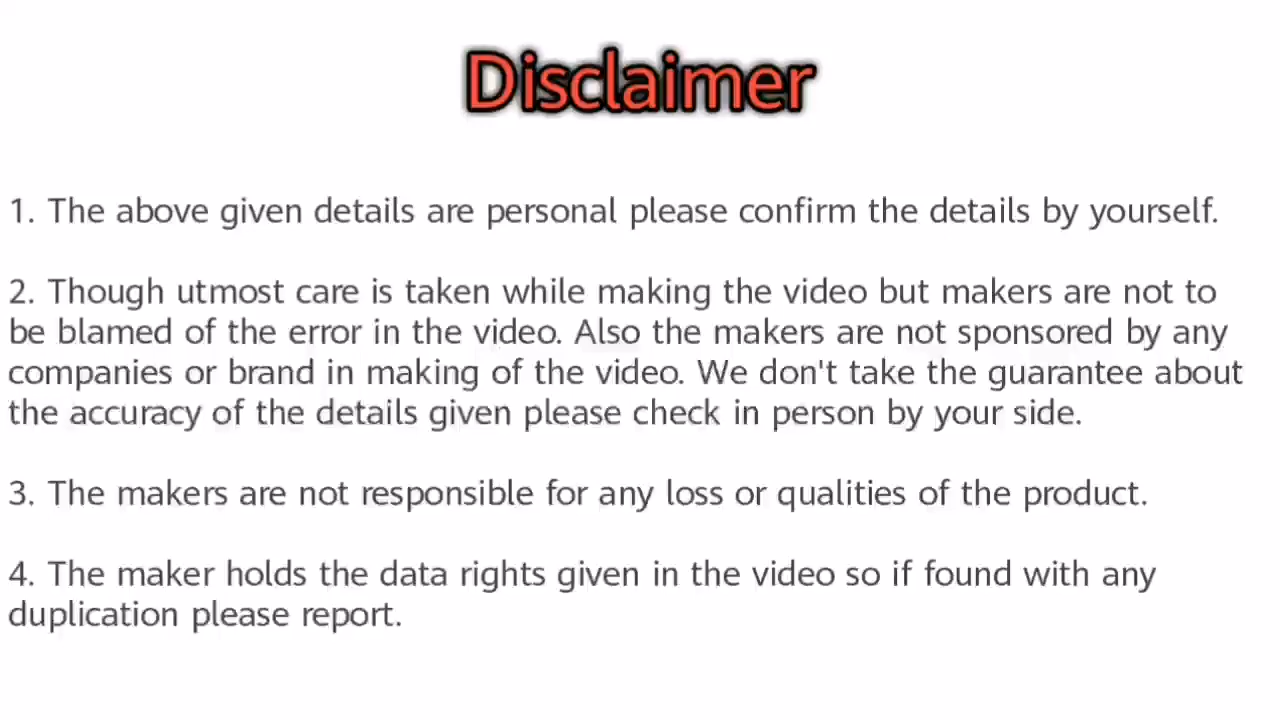 Disclaimer
1. The above given details are personal please confirm the details by yourself.
2. Though utmost care is taken while making the video but makers are not to
be blamed of the error in the video. Also the makers are not sponsored by any
companies or brand in making of the video. We don't take the guarantee about
the accuracy of the details given please check in person by your side.
3. The makers are not responsible for any loss or qualities of the product.
4. The maker holds the data rights given in the video so if found with any
duplication please report.